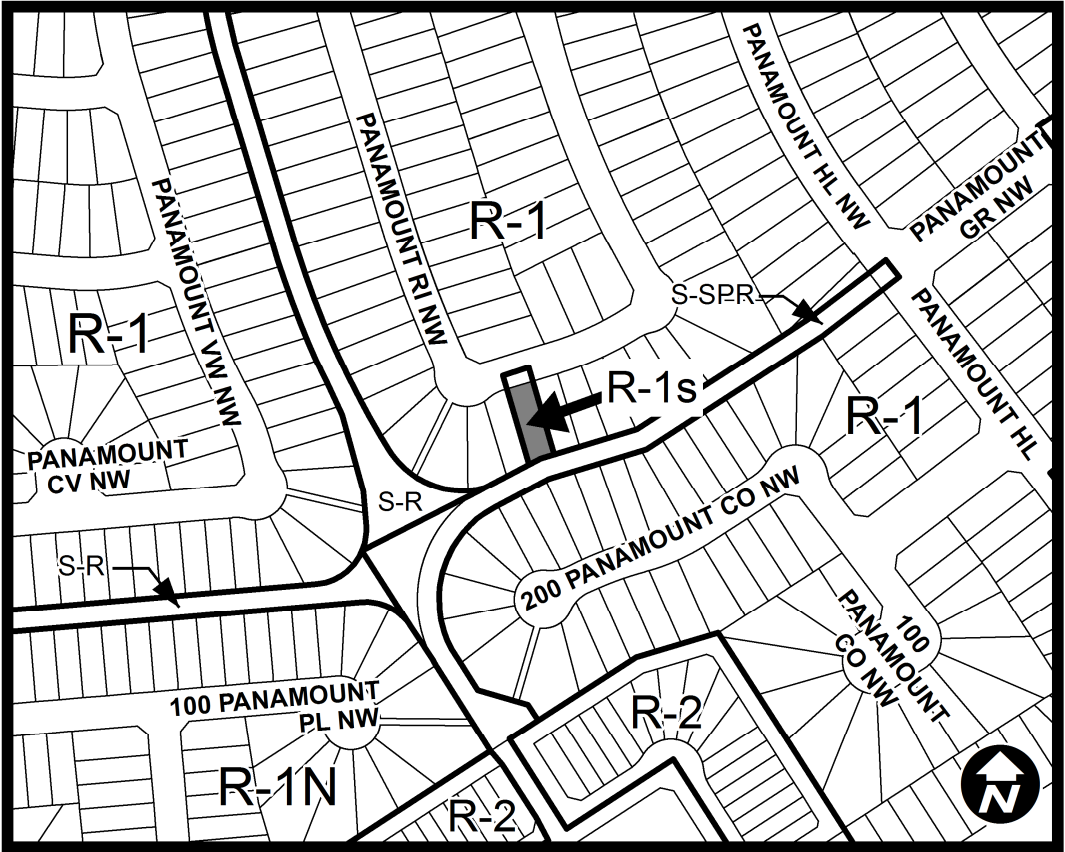 PANAMOUNT HL NW
PANAMOUNT
GR NW
PANAMOUNT RI NW
R-1
PANAMOUNT VW NW
S-SPR
PANAMOUNT HL
R-1
R-1s
R-1
PANAMOUNT
CV NW
S-R
200 PANAMOUNT CO NW
S-R
100
PANAMOUNT
CO NW
100 PANAMOUNT
PL NW
R-2
R-1N
R-2
N